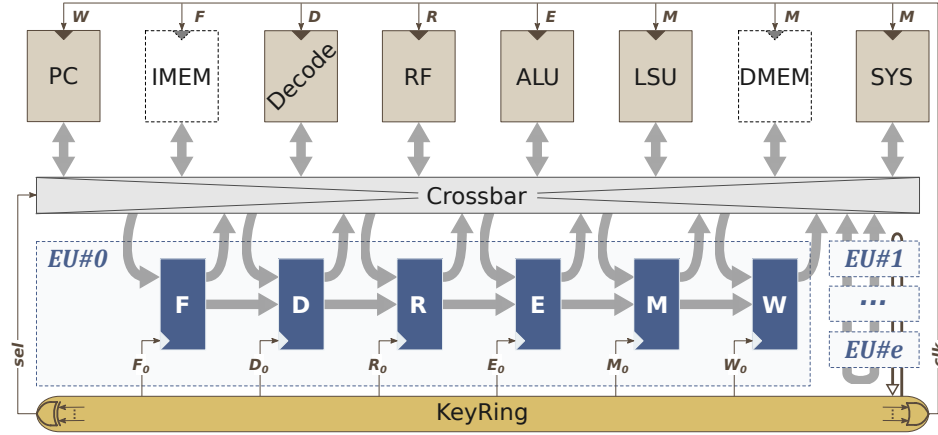 W F D R E M M M
PC IMEM Decode RF ALU LSU DMEM SYS
Crossbar
EU#0 EU#1
F D R E M W ...
EU#e
F₀ D₀ R₀ E₀ M₀ W₀
sel clk
KeyRing